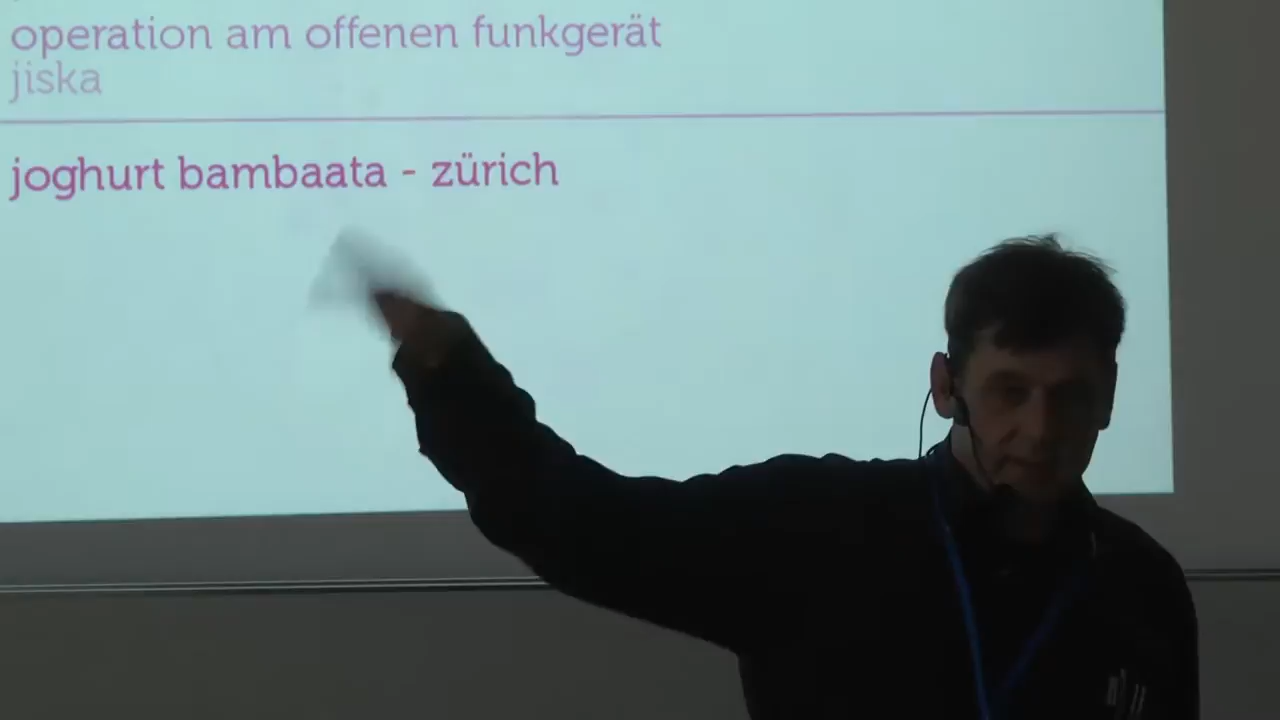 operation am offenen funkgerät
jiska
joghurt bambaata - zürich